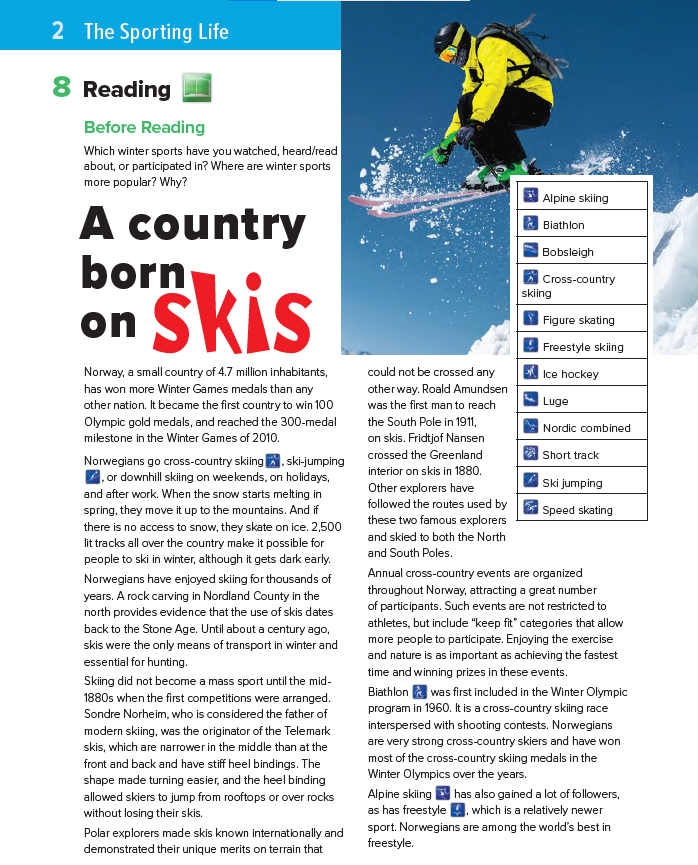 2 The Sporting Life
8 Reading
Before Reading
Which winter sports have you watched, heard/read
about, or participated in? Where are winter sports
more popular? Why?
A country
born
on skis
Norway, a small country of 4.7 million inhabitants,
has won more Winter Games medals than any
other nation. It became the first country to win 100
Olympic gold medals, and reached the 300-medal
milestone in the Winter Games of 2010.
Norwegians go cross-country skiing , ski-jumping
, or downhill skiing on weekends, on holidays,
and after work. When the snow starts melting in
spring, they move it up to the mountains. And if
there is no access to snow, they skate on ice. 2,500
lit tracks all over the country make it possible for
people to ski in winter, although it gets dark early.
Norwegians have enjoyed skiing for thousands of
years. A rock carving in Nordland County in the
north provides evidence that the use of skis dates
back to the Stone Age. Until about a century ago,
skis were the only means of transport in winter and
essential for hunting.
Skiing did not become a mass sport until the mid-
1880s when the first competitions were arranged.
Sondre Norheim, who is considered the father of
modern skiing, was the originator of the Telemark
skis, which are narrower in the middle than at the
front and back and have stiff heel bindings. The
shape made turning easier, and the heel binding
allowed skiers to jump from rooftops or over rocks
without losing their skis.
Polar explorers made skis known internationally and
demonstrated their unique merits on terrain that
could not be crossed any
other way. Roald Amundsen
was the first man to reach
the South Pole in 1911,
on skis. Fridtjof Nansen
crossed the Greenland
interior on skis in 1880.
Other explorers have
followed the routes used by
these two famous explorers
and skied to both the North
and South Poles.
Annual cross-country events are organized
throughout Norway, attracting a great number
of participants. Such events are not restricted to
athletes, but include “keep fit” categories that allow
more people to participate. Enjoying the exercise
and nature is as important as achieving the fastest
time and winning prizes in these events.
Biathlon was first included in the Winter Olympic
program in 1960. It is a cross-country skiing race
interspersed with shooting contests. Norwegians
are very strong cross-country skiers and have won
most of the cross-country skiing medals in the
Winter Olympics over the years.
Alpine skiing has also gained a lot of followers,
as has freestyle , which is a relatively newer
sport. Norwegians are among the world’s best in
freestyle.
Alpine skiing
Biathlon
Bobsleigh
Cross-country
skiing
Figure skating
Freestyle skiing
Ice hockey
Luge
Nordic combined
Short track
Ski jumping
Speed skating